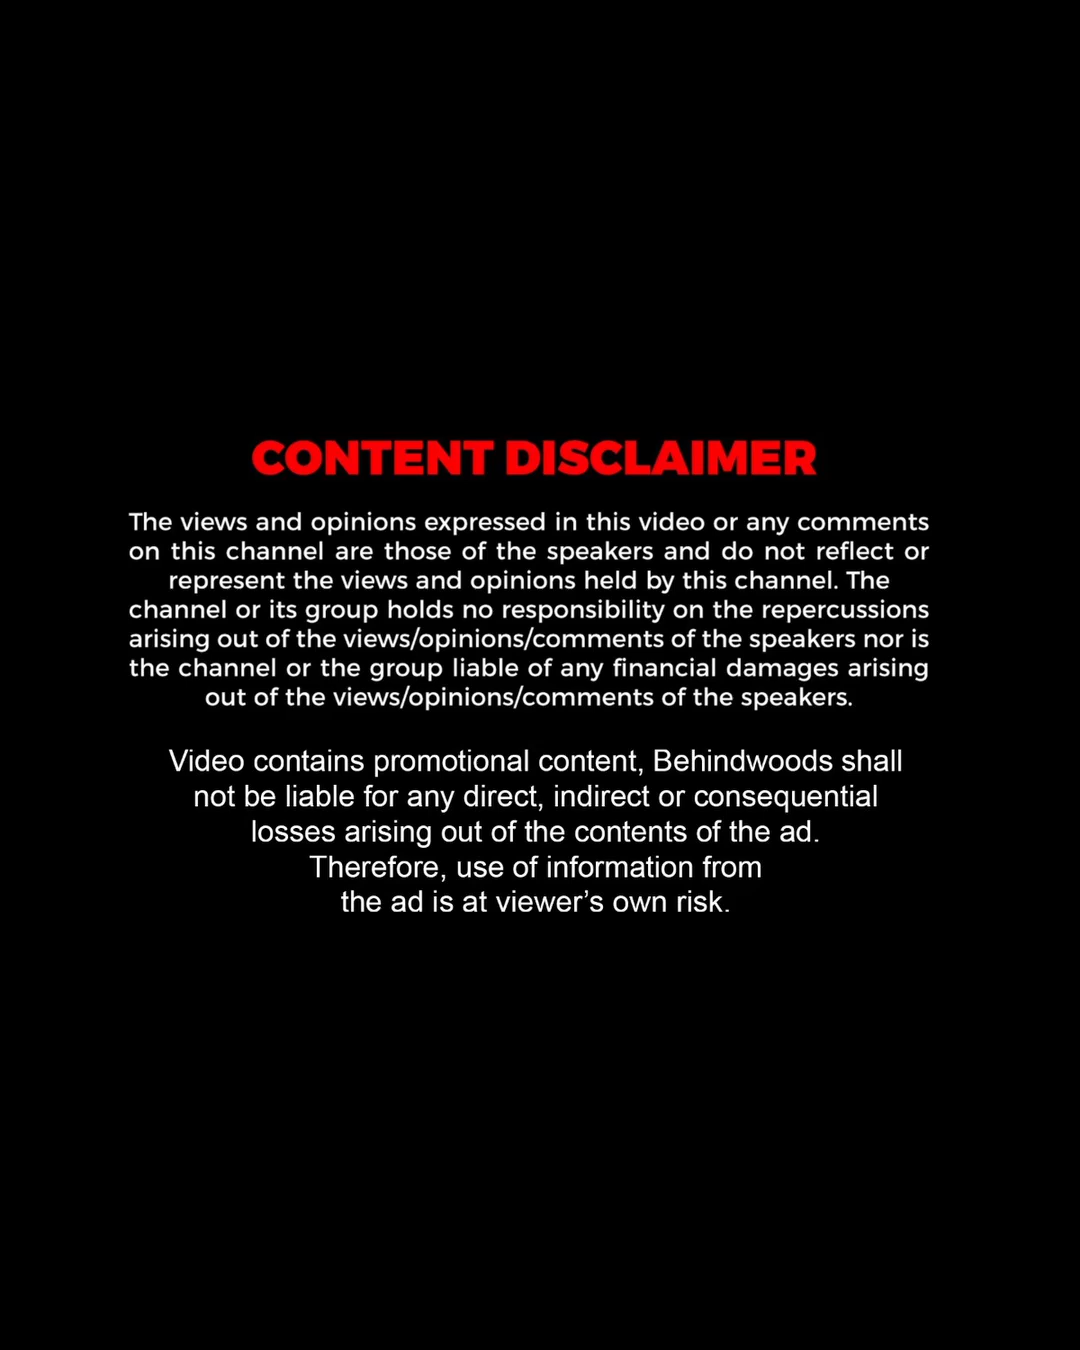 CONTENT DISCLAIMER
The views and opinions expressed in this video or any comments
on this channel are those of the speakers and do not reflect or
represent the views and opinions held by this channel. The
channel or its group holds no responsibility on the repercussions
arising out of the views/opinions/comments of the speakers nor is
the channel or the group liable of any financial damages arising
out of the views/opinions/comments of the speakers.
Video contains promotional content, Behindwoods shall
not be liable for any direct, indirect or consequential
losses arising out of the contents of the ad.
Therefore, use of information from
the ad is at viewer’s own risk.